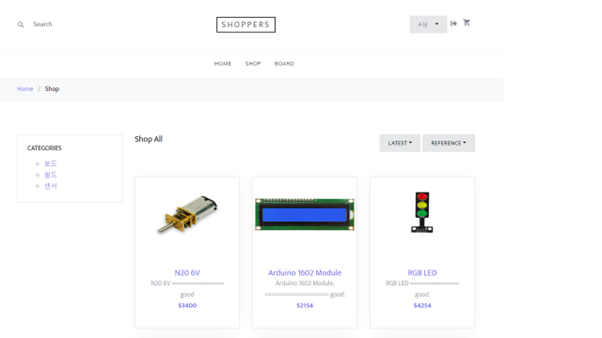 Search
SHOPPERS
A님
HOME SHOP BOARD
Home / Shop
CATEGORIES
보드
쉴드
센서
Shop All
LATEST
REFERENCE
N20 6V
N20 6V ================
good
$3400
Arduino 1602 Module
Arduino 1602 Module.
===================== good.
$2154
RGB LED
RGB LED ================
good.
$4254